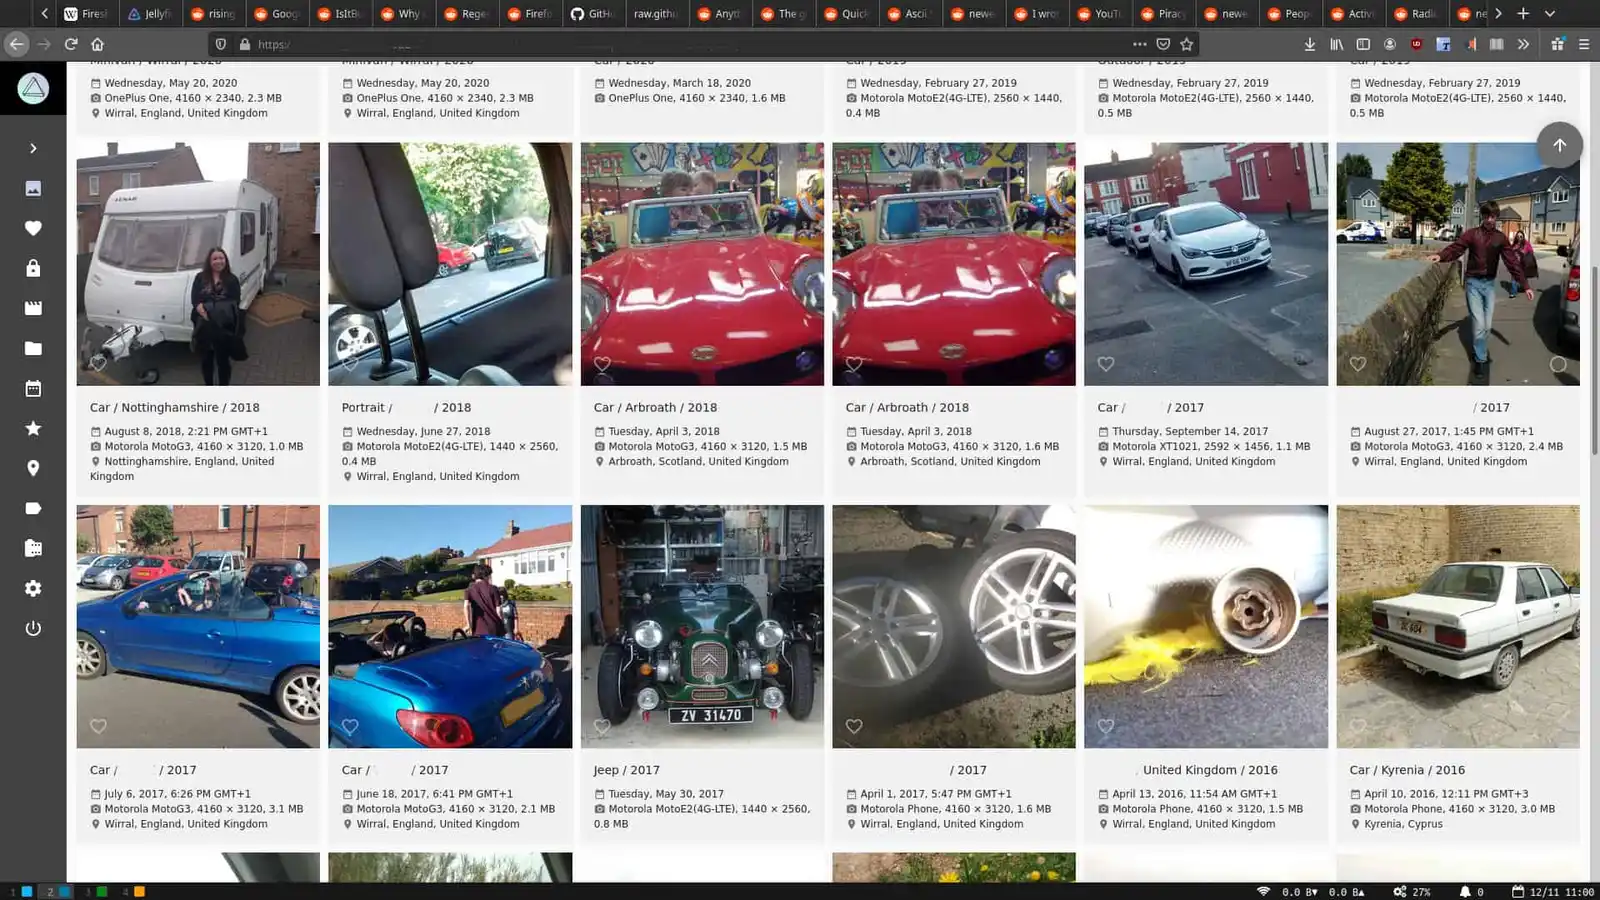 Jellyf
rising
Goog
IsItB
Why
Rege
Firef
GitH
raw.gith
Anyt
The g
Quick
Ascii
newe
I wro
YouT
Pirac
newe
Peop
Activ
Radi
ne
https:
Wednesday, May 20, 2020
OnePlus One, 4160 × 2340, 2.3 MB
Wirral, England, United Kingdom
Wednesday, May 20, 2020
OnePlus One, 4160 × 2340, 2.3 MB
Wirral, England, United Kingdom
Wednesday, March 18, 2020
OnePlus One, 4160 × 2340, 1.6 MB
Wednesday, February 27, 2019
Motorola MotoE2(4G-LTE), 2560 × 1440,
0.4 MB
Wednesday, February 27, 2019
Motorola MotoE2(4G-LTE), 2560 × 1440,
0.5 MB
Wednesday, February 27, 2019
Motorola MotoE2(4G-LTE), 2560 × 1440,
0.5 MB
Car / Nottinghamshire / 2018
August 8, 2018, 2:21 PM GMT+1
Motorola MotoG3, 4160 × 3120, 1.0 MB
Nottinghamshire, England, United
Kingdom
Portrait / / 2018
Wednesday, June 27, 2018
Motorola MotoE2(4G-LTE), 1440 × 2560,
0.4 MB
Wirral, England, United Kingdom
Car / Arbroath / 2018
Tuesday, April 3, 2018
Motorola MotoG3, 4160 × 3120, 1.5 MB
Arbroath, Scotland, United Kingdom
Car / Arbroath / 2018
Tuesday, April 3, 2018
Motorola MotoG3, 4160 × 3120, 1.6 MB
Arbroath, Scotland, United Kingdom
Car / / 2017
Thursday, September 14, 2017
Motorola XT1021, 2592 × 1456, 1.1 MB
Wirral, England, United Kingdom
/ 2017
August 27, 2017, 1:45 PM GMT+1
Motorola MotoG3, 4160 × 3120, 2.4 MB
Wirral, England, United Kingdom
ZV 31470
Car / / 2017
July 6, 2017, 6:26 PM GMT+1
Motorola MotoG3, 4160 × 3120, 3.1 MB
Wirral, England, United Kingdom
Car / / 2017
June 18, 2017, 6:41 PM GMT+1
Motorola MotoG3, 4160 × 3120, 2.1 MB
Wirral, England, United Kingdom
Jeep / 2017
Tuesday, May 30, 2017
Motorola MotoE2(4G-LTE), 1440 × 2560,
0.8 MB
/ 2017
April 1, 2017, 5:47 PM GMT+1
Motorola Phone, 4160 × 3120, 1.6 MB
Wirral, England, United Kingdom
United Kingdom / 2016
April 13, 2016, 11:54 AM GMT+1
Motorola Phone, 4160 × 3120, 1.5 MB
Wirral, England, United Kingdom
Car / Kyrenia / 2016
April 10, 2016, 12:11 PM GMT+3
Motorola Phone, 4160 × 3120, 3.0 MB
Kyrenia, Cyprus
1 2 3 4
0.0 B▾ 0.0 B▴ 27% 0 12/11 11:00